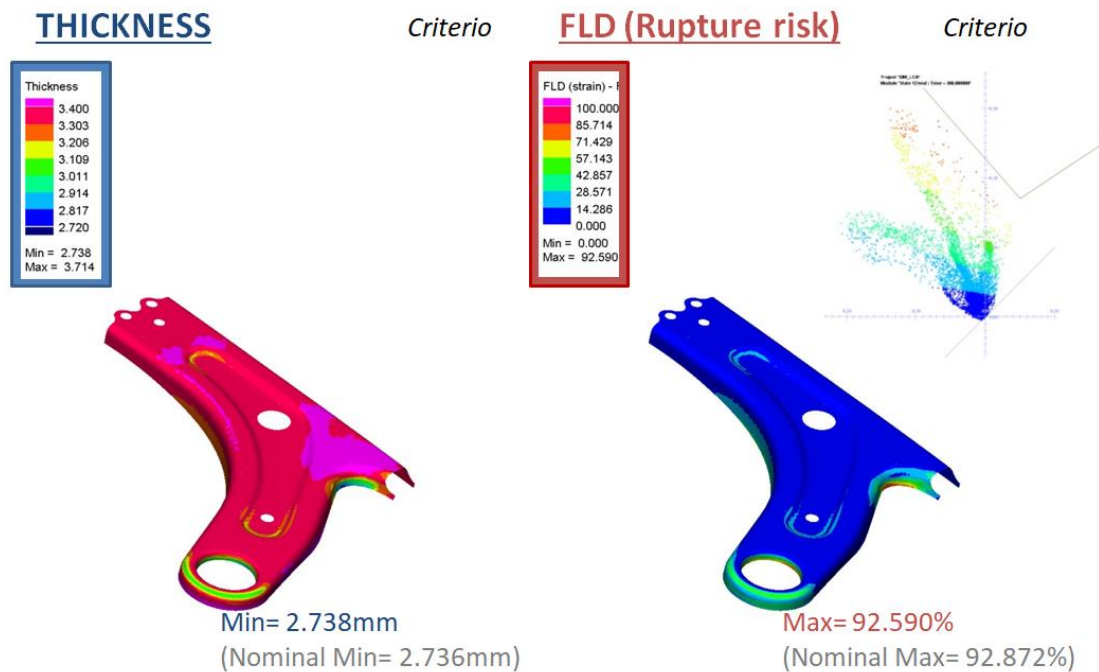 THICKNESS
Criterio
FLD (Rupture risk)
Criterio
Thickness
3.400
3.303
3.206
3.109
3.011
2.914
2.817
2.720
Min = 2.738
Max = 3.714
FLD (strain) - F
100.000
85.714
71.429
57.143
42.857
28.571
14.286
0.000
Min = 0.000
Max = 92.590
Min= 2.738mm
(Nominal Min= 2.736mm)
Max= 92.590%
(Nominal Max= 92.872%)